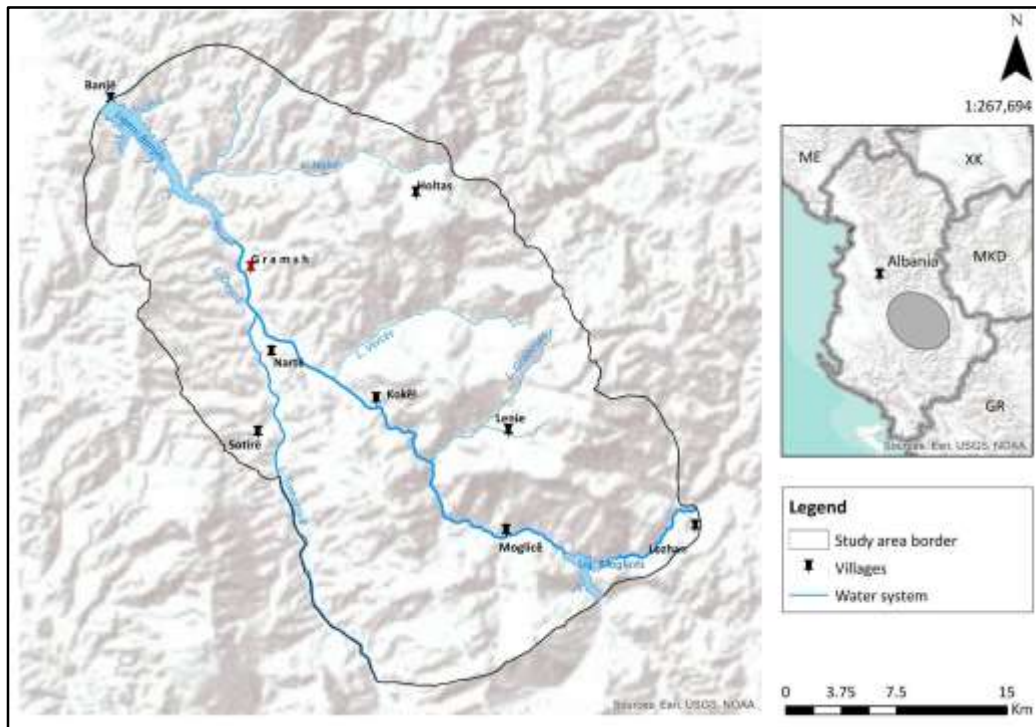 N
1:267,694
Banjë
Holtas
Gramsh
L. Verçës
Nartë
Kokël
Lenie
Sotirë
Moglicë
Lozhan
ME
XK
Albania
MKD
GR
Sources: Esri, USGS, NOAA
Legend
Study area border
Villages
Water system
Sources: Esri, USGS, NOAA
0 3.75 7.5 15
Km